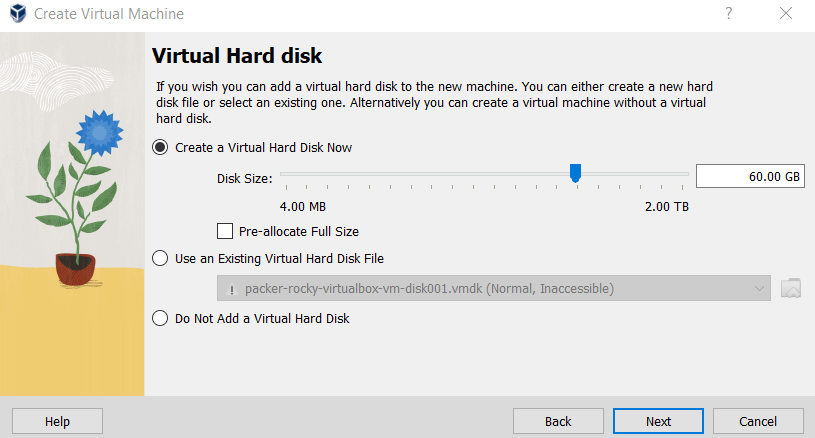 Create Virtual Machine
?
Virtual Hard disk
If you wish you can add a virtual hard disk to the new machine. You can either create a new hard
disk file or select an existing one. Alternatively you can create a virtual machine without a virtual
hard disk.
Create a Virtual Hard Disk Now
Disk Size:
60.00 GB
4.00 MB
2.00 TB
Pre-allocate Full Size
Use an Existing Virtual Hard Disk File
packer-rocky-virtualbox-vm-disk001.vmdk (Normal, Inaccessible)
Do Not Add a Virtual Hard Disk
Help
Back
Next
Cancel